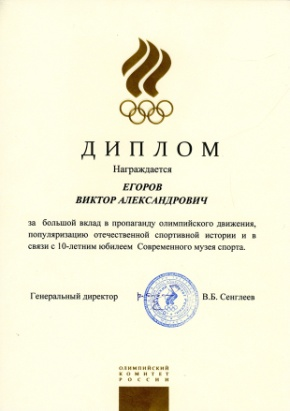 ДИПЛОМ
Награждается
ЕГОРОВ
ВИКТОР АЛЕКСАНДРОВИЧ
за большой вклад в пропаганду олимпийского движения,
популяризацию отечественной спортивной истории и в
связи с 10-летним юбилеем Современного музея спорта.
Генеральный директор В.Б. Сенглеев
ОЛИМПИЙСКИЙ
КОМИТЕТ
РОССИИ